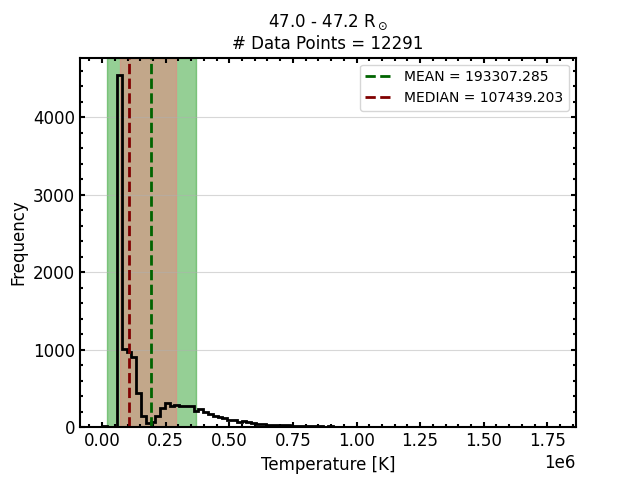 47.0 - 47.2 R⊙
# Data Points = 12291
MEAN = 193307.285
MEDIAN = 107439.203
4000
3000
2000
1000
0
Frequency
0.00 0.25 0.50 0.75 1.00 1.25 1.50 1.75
1e6
Temperature [K]